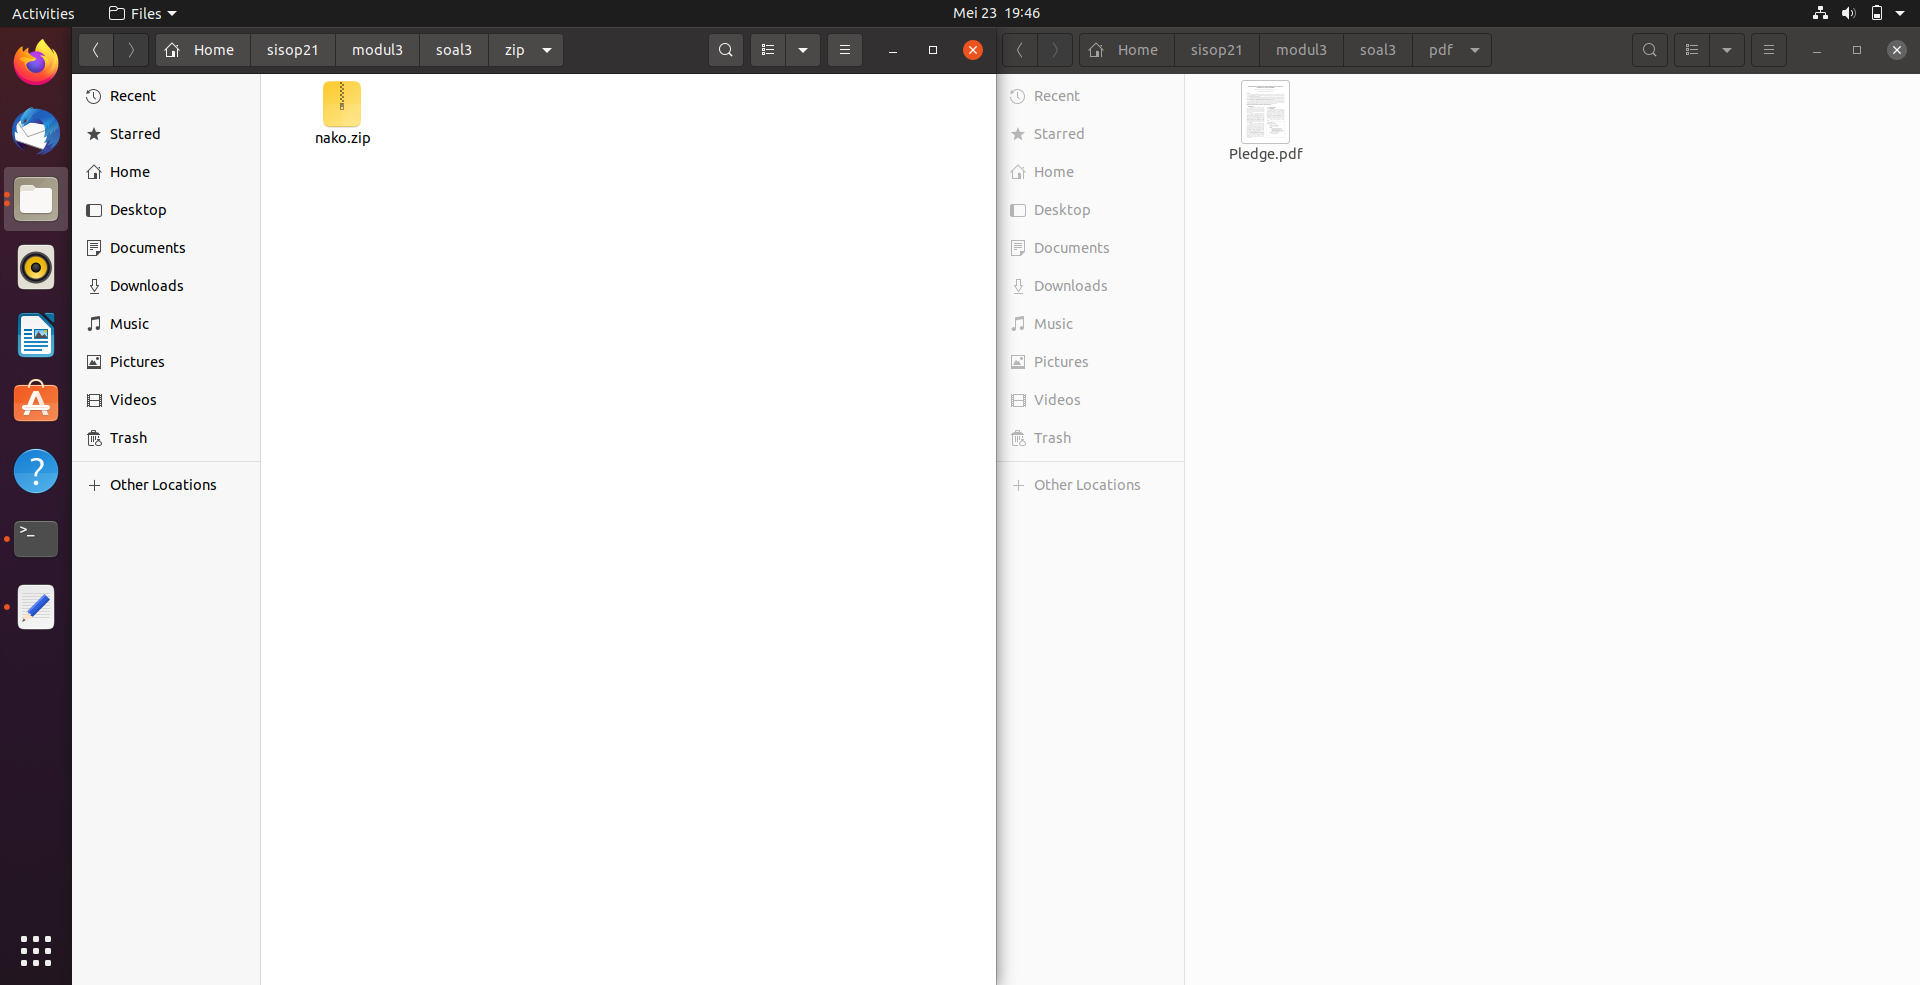 Activities Files Mei 23 19:46
Home sisop21 modul3 soal3 zip
Recent
Starred
Home
Desktop
Documents
Downloads
Music
Pictures
Videos
Trash
Other Locations
nako.zip
Home sisop21 modul3 soal3 pdf
Recent
Starred
Home
Desktop
Documents
Downloads
Music
Pictures
Videos
Trash
Other Locations
Pledge.pdf